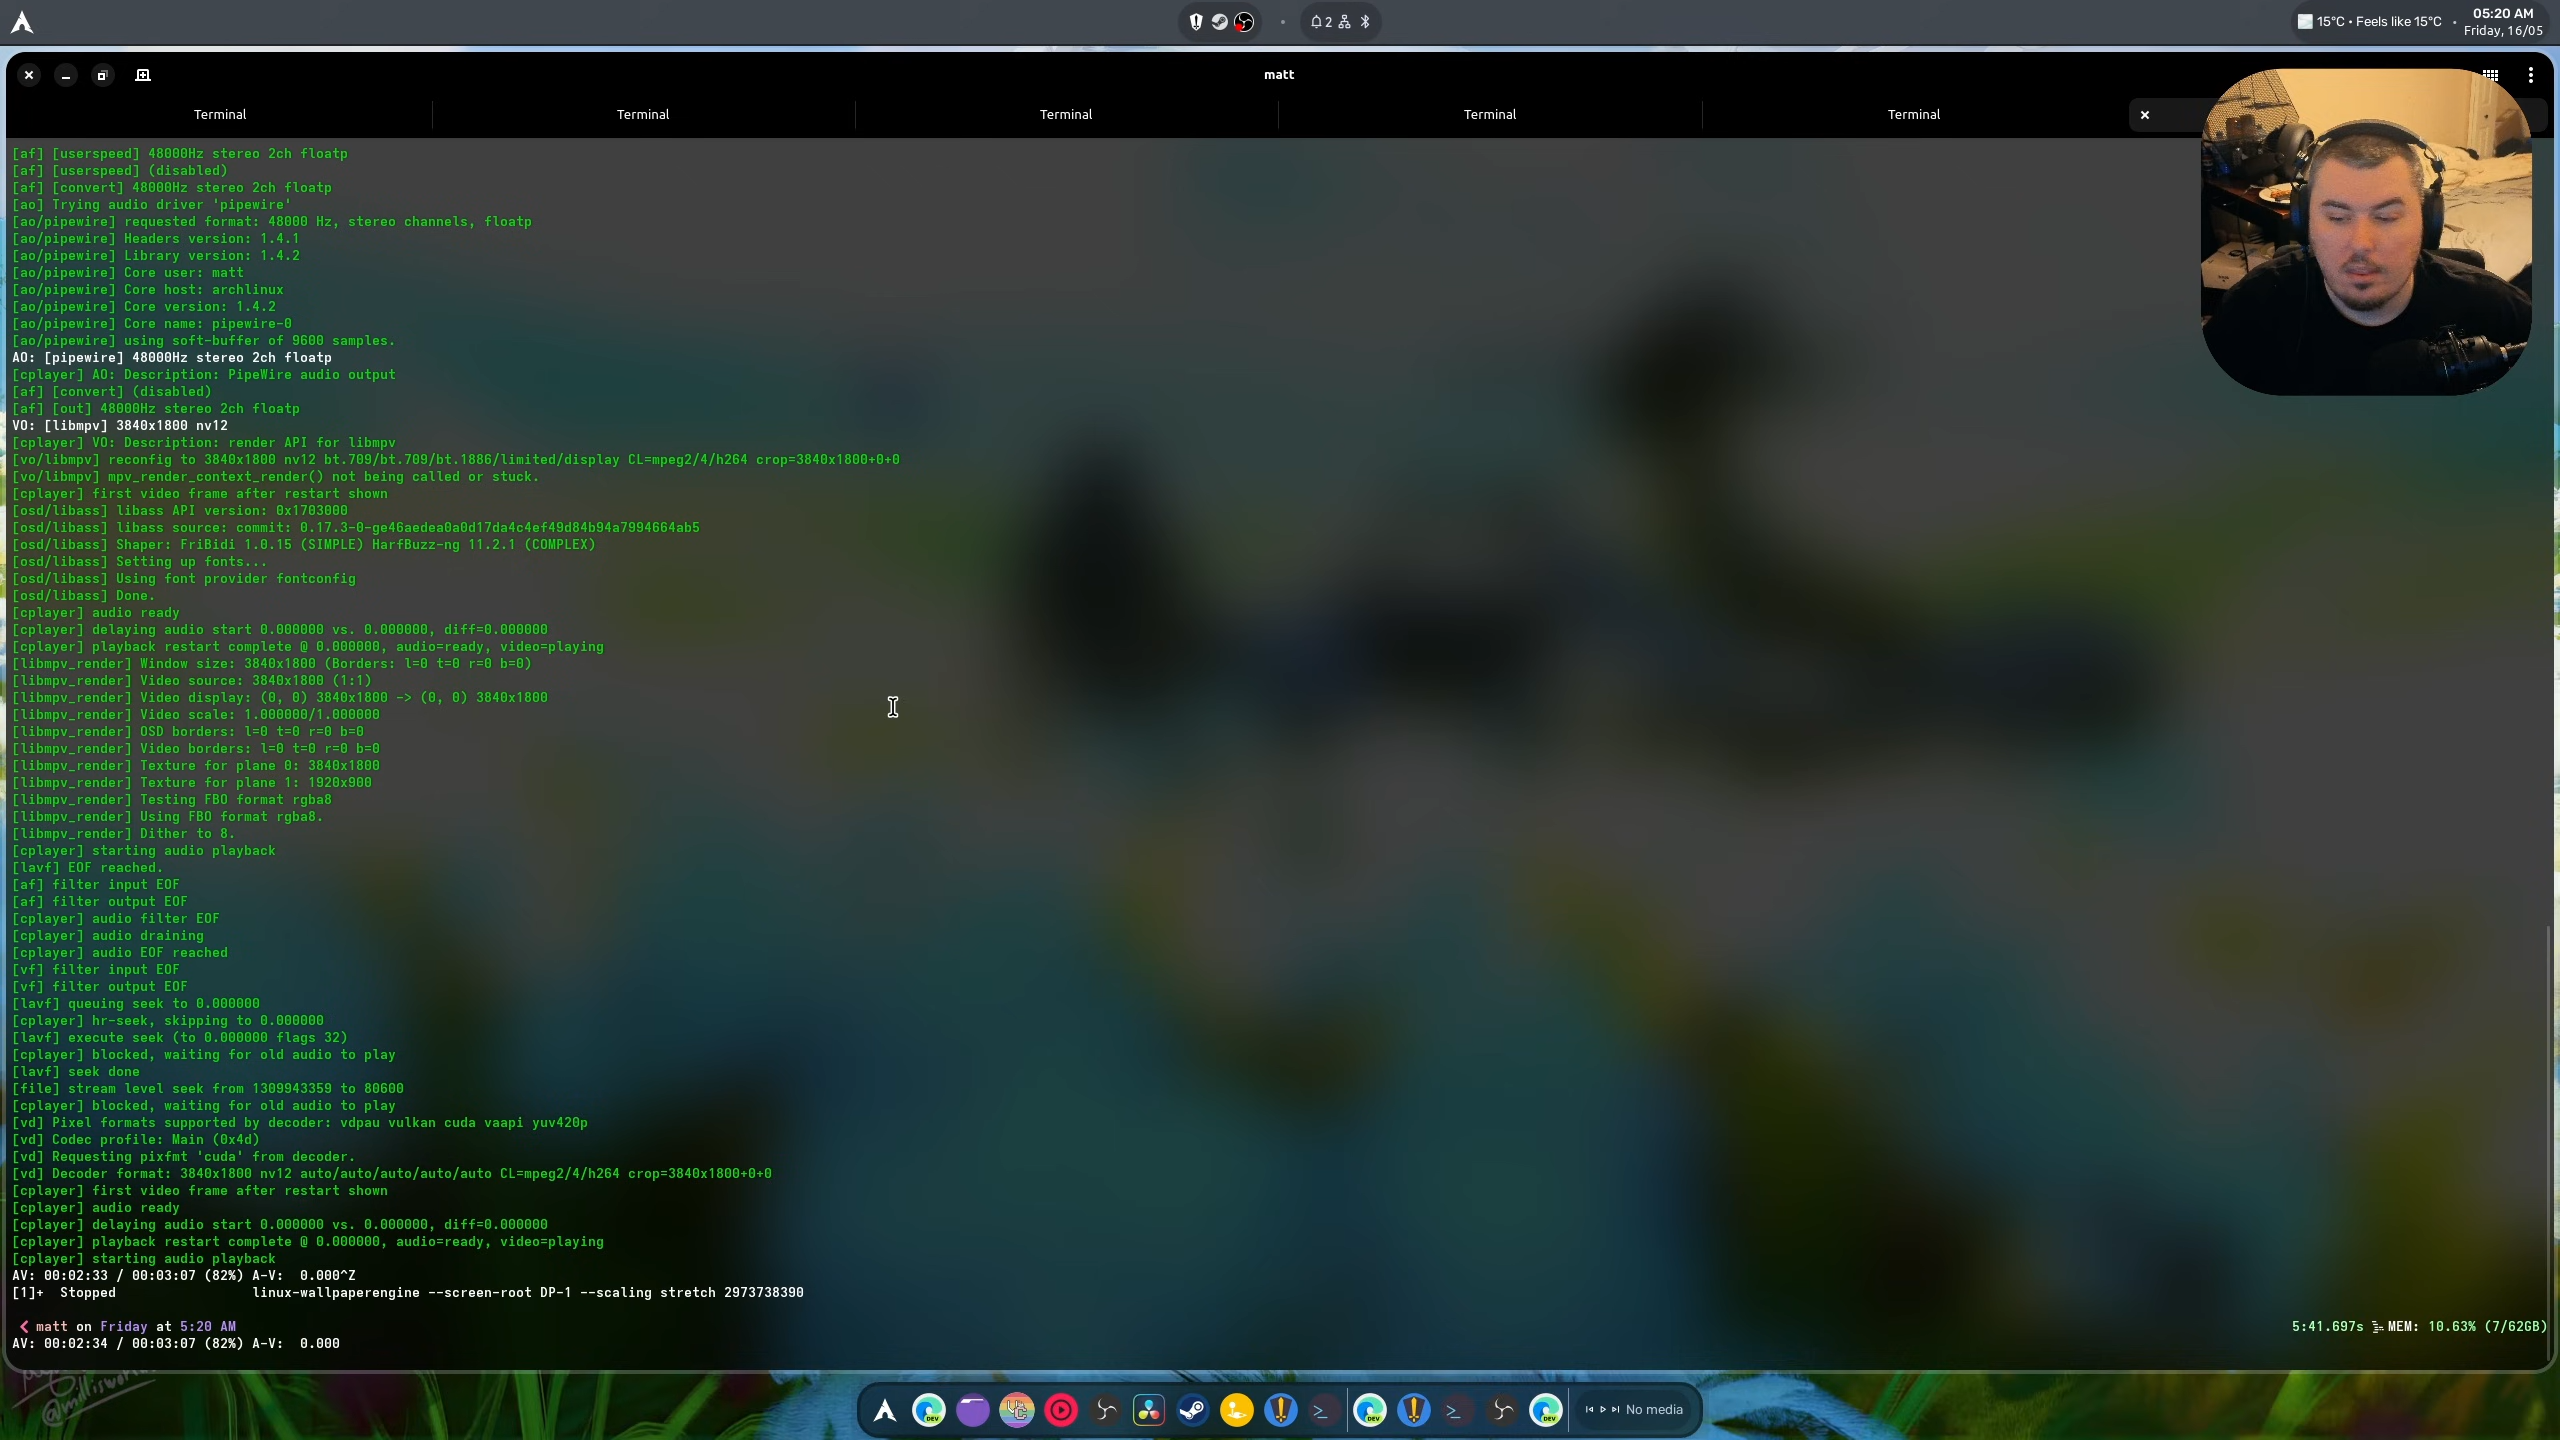 2
15°C • Feels like 15°C
05:20 AM
Friday, 16/05
matt
Terminal
Terminal
Terminal
Terminal
Terminal
[af] [userspeed] 48000Hz stereo 2ch floatp
[af] [userspeed] (disabled)
[af] [convert] 48000Hz stereo 2ch floatp
[ao] Trying audio driver 'pipewire'
[ao/pipewire] requested format: 48000 Hz, stereo channels, floatp
[ao/pipewire] Headers version: 1.4.1
[ao/pipewire] Library version: 1.4.2
[ao/pipewire] Core user: matt
[ao/pipewire] Core host: archlinux
[ao/pipewire] Core version: 1.4.2
[ao/pipewire] Core name: pipewire-0
[ao/pipewire] using soft-buffer of 9600 samples.
AO: [pipewire] 48000Hz stereo 2ch floatp
[cplayer] AO: Description: PipeWire audio output
[af] [convert] (disabled)
[af] [out] 48000Hz stereo 2ch floatp
VO: [libmpv] 3840x1800 nv12
[cplayer] VO: Description: render API for libmpv
[vo/libmpv] reconfig to 3840x1800 nv12 bt.709/bt.709/bt.1886/limited/display CL=mpeg2/4/h264 crop=3840x1800+0+0
[vo/libmpv] mpv_render_context_render() not being called or stuck.
[cplayer] first video frame after restart shown
[osd/libass] libass API version: 0x1703000
[osd/libass] libass source: commit: 0.17.3-0-ge46aedea0a0d17da4c4ef49d84b94a7994664ab5
[osd/libass] Shaper: FriBidi 1.0.15 (SIMPLE) HarfBuzz-ng 11.2.1 (COMPLEX)
[osd/libass] Setting up fonts...
[osd/libass] Using font provider fontconfig
[osd/libass] Done.
[cplayer] audio ready
[cplayer] delaying audio start 0.000000 vs. 0.000000, diff=0.000000
[cplayer] playback restart complete @ 0.000000, audio=ready, video=playing
[libmpv_render] Window size: 3840x1800 (Borders: l=0 t=0 r=0 b=0)
[libmpv_render] Video source: 3840x1800 (1:1)
[libmpv_render] Video display: (0, 0) 3840x1800 -> (0, 0) 3840x1800
[libmpv_render] Video scale: 1.000000/1.000000
[libmpv_render] OSD borders: l=0 t=0 r=0 b=0
[libmpv_render] Video borders: l=0 t=0 r=0 b=0
[libmpv_render] Texture for plane 0: 3840x1800
[libmpv_render] Texture for plane 1: 1920x900
[libmpv_render] Testing FBO format rgba8
[libmpv_render] Using FBO format rgba8.
[libmpv_render] Dither to 8.
[cplayer] starting audio playback
[lavf] EOF reached.
[af] filter input EOF
[af] filter output EOF
[cplayer] audio filter EOF
[cplayer] audio draining
[cplayer] audio EOF reached
[vf] filter input EOF
[vf] filter output EOF
[lavf] queuing seek to 0.000000
[cplayer] hr-seek, skipping to 0.000000
[lavf] execute seek (to 0.000000 flags 32)
[cplayer] blocked, waiting for old audio to play
[lavf] seek done
[file] stream level seek from 1309943359 to 80600
[cplayer] blocked, waiting for old audio to play
[vd] Pixel formats supported by decoder: vdpau vulkan cuda vaapi yuv420p
[vd] Codec profile: Main (0x4d)
[vd] Requesting pixfmt 'cuda' from decoder.
[vd] Decoder format: 3840x1800 nv12 auto/auto/auto/auto/auto CL=mpeg2/4/h264 crop=3840x1800+0+0
[cplayer] first video frame after restart shown
[cplayer] audio ready
[cplayer] delaying audio start 0.000000 vs. 0.000000, diff=0.000000
[cplayer] playback restart complete @ 0.000000, audio=ready, video=playing
[cplayer] starting audio playback
AV: 00:02:33 / 00:03:07 (82%) A-V:  0.000^Z
[1]+  Stopped                 linux-wallpaperengine --screen-root DP-1 --scaling stretch 2973738390
matt on Friday at 5:20 AM
5:41.697s MEM: 10.63% (7/62GB)
AV: 00:02:34 / 00:03:07 (82%) A-V:  0.000
DEV
DEV
DEV
No media